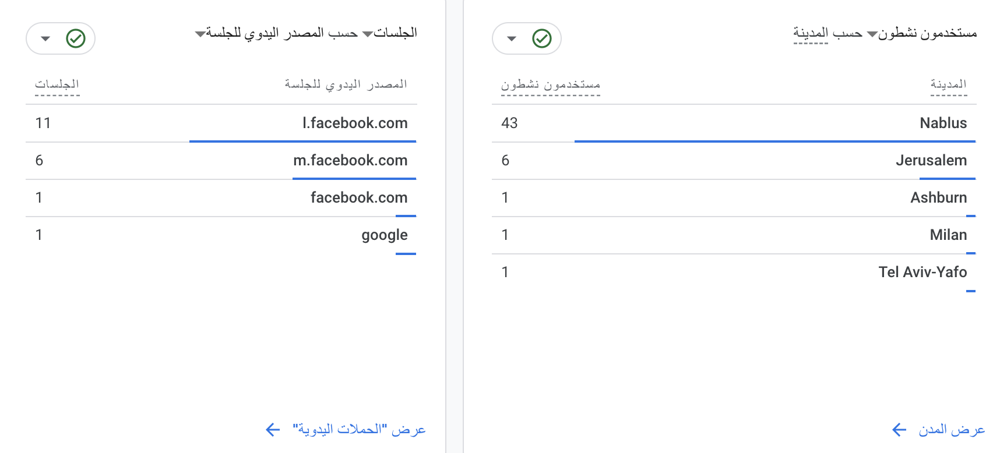 مستخدمون نشطون حسب المدينة
المدينة مستخدمون نشطون
Nablus 43
Jerusalem 6
Ashburn 1
Milan 1
Tel Aviv-Yafo 1
عرض المدن
الجلسات حسب المصدر اليدوي للجلسة
المصدر اليدوي للجلسة الجلسات
l.facebook.com 11
m.facebook.com 6
facebook.com 1
google 1
عرض "الحملات اليدوية"